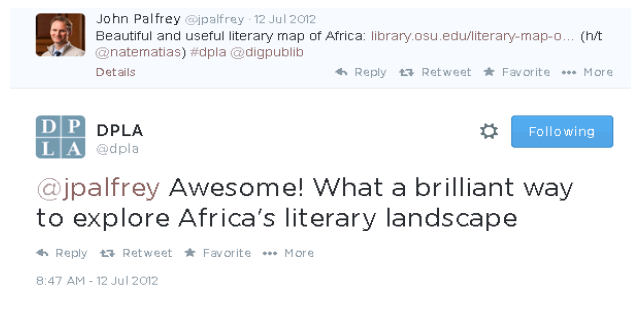 John Palfrey @jpalfrey · 12 Jul 2012
Beautiful and useful literary map of Africa: library.osu.edu/literary-map-o... (h/t
@natematias) #dpla @digpublib
Details Reply Retweet Favorite More
DPLA
DPLA
@dpla
Following
@jpalfrey Awesome! What a brilliant way
to explore Africa's literary landscape
Reply Retweet Favorite More
8:47 AM - 12 Jul 2012